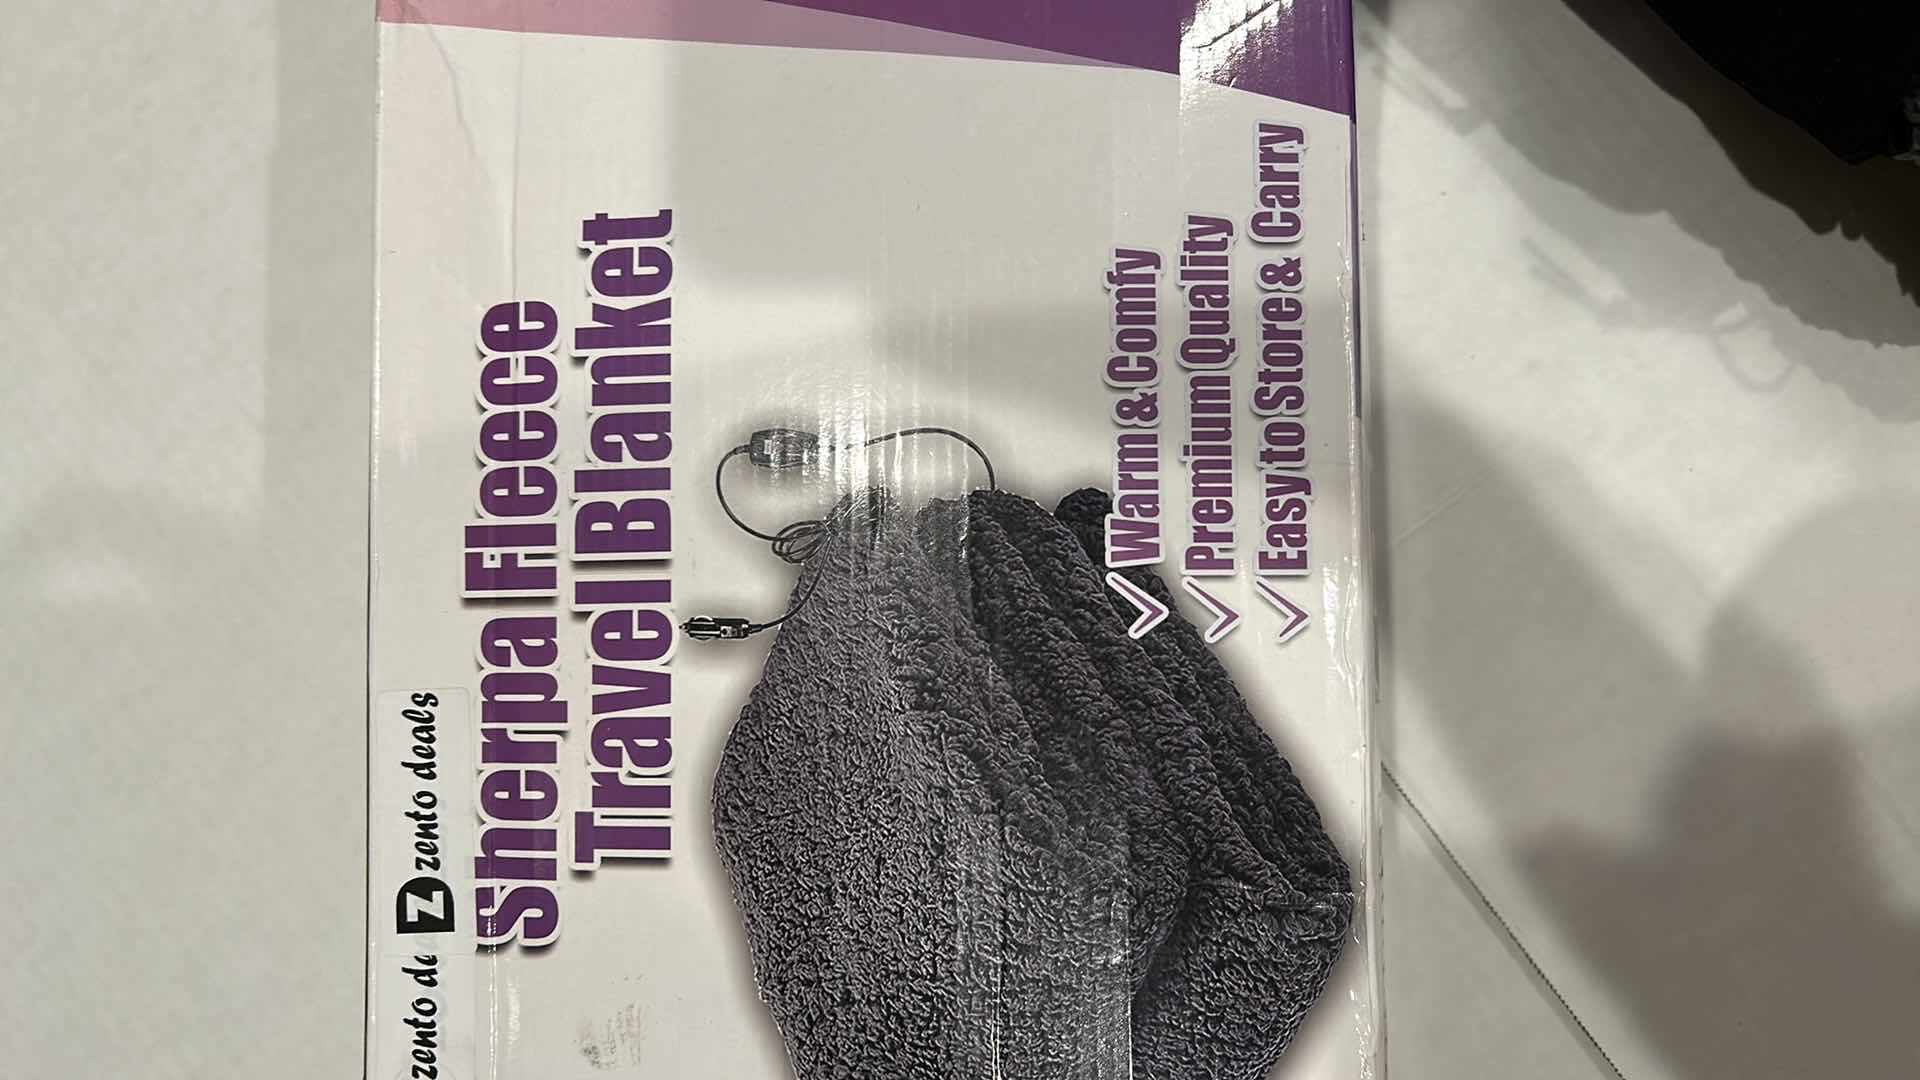 zento deals
zento de
Z
Sherpa Fleece
Travel Blanket
Warm & Comfy
Premium Quality
Easy to Store & Carry